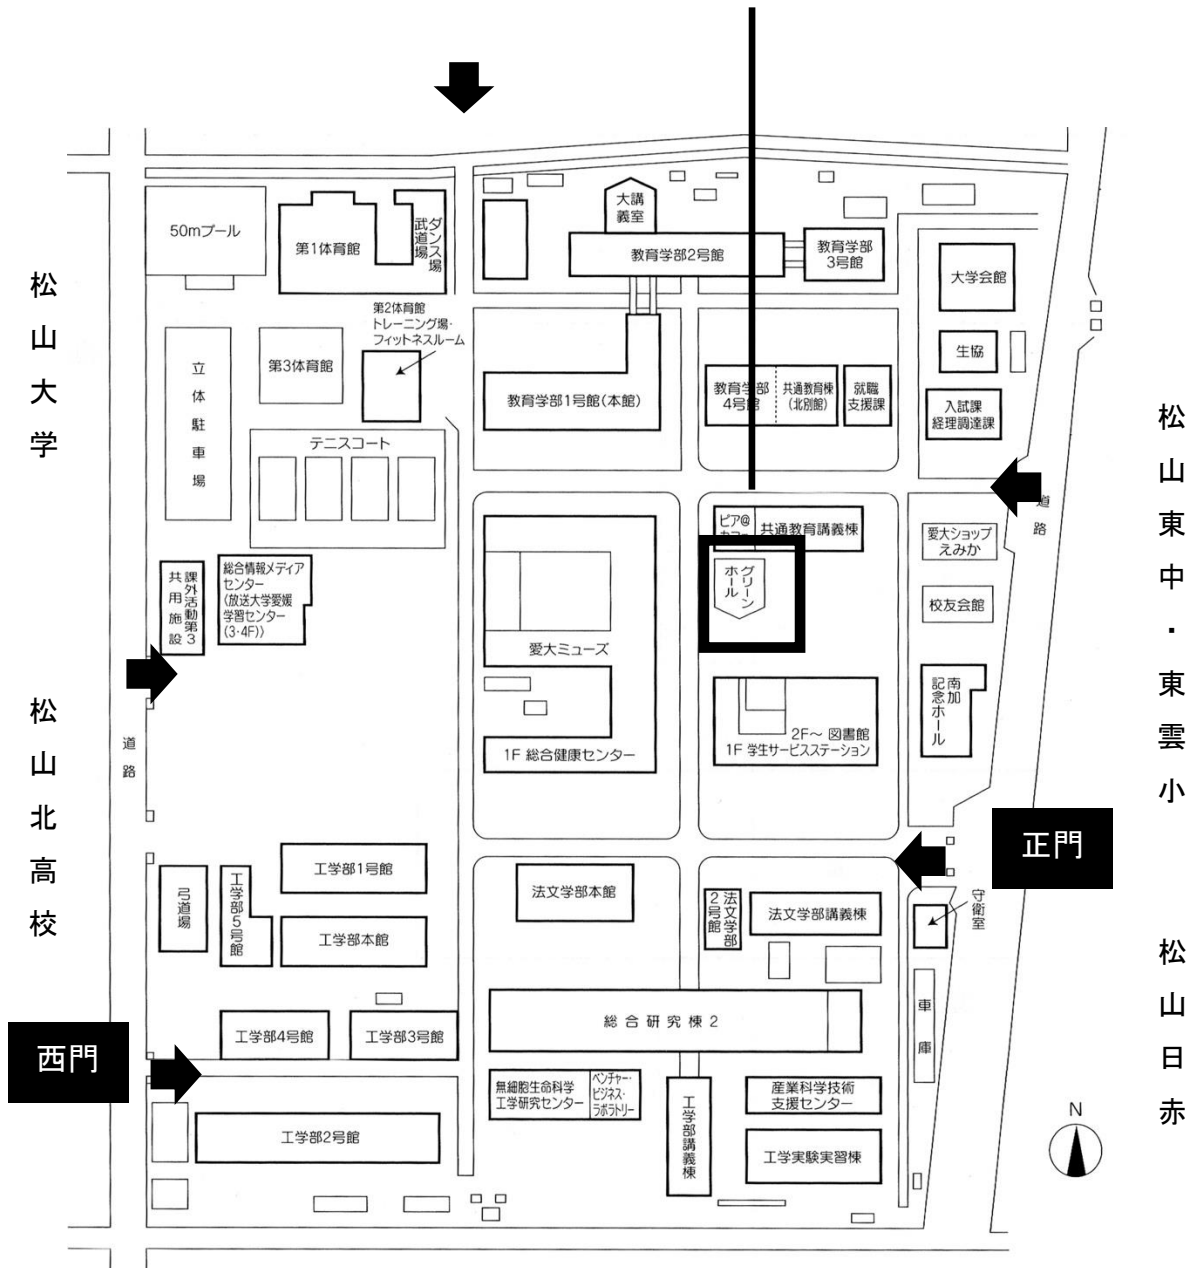 大講
義室
ダンス場
武道場
50mプール
第1体育館
教育学部2号館
教育学部
3号館
大学会館
松山大学
第2体育館
トレーニング場・
フィットネスルーム
生協
立体駐車場
第3体育館
教育学部1号館(本館)
教育学部
4号館
共通教育棟
(北別館)
就職
支援課
入試課
経理調達課
テニスコート
松山東中・東雲小
道路
ピア@
共通教育講義棟
愛大ショップ
えみか
課外活動第3
共用施設
総合情報メディア
センター
(放送大学愛媛
学習センター
(3・4F))
グリーン
ホール
校友会館
愛大ミューズ
南加
記念ホール
松山北高校
道路
2F〜 図書館
1F 学生サービスステーション
1F 総合健康センター
正門
工学部1号館
弓道場
工学部5号館
工学部本館
法文学部本館
法文学部
2号館
法文学部講義棟
守衛室
松山日赤
総合研究棟2
車庫
西門
工学部4号館
工学部3号館
無細胞生命科学
工学研究センター
ベンチャー・
ビジネス・
ラボラトリー
工学部講義棟
産業科学技術
支援センター
工学部2号館
工学実験実習棟
N